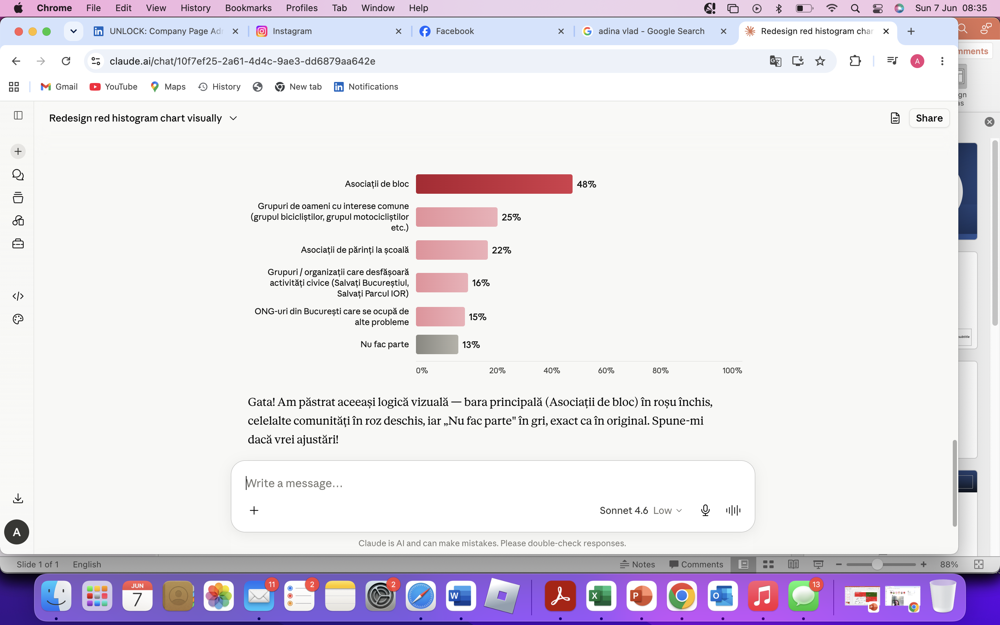 Chrome File Edit View History Bookmarks Profiles Tab Window Help Sun 7 Jun 08:35
UNLOCK: Company Page Adr
Instagram
Facebook
adina vlad - Google Search
Redesign red histogram char
claude.ai/chat/10f7ef25-2a61-4d4c-9ae3-dd6879aa642e
A
Gmail YouTube Maps History New tab Notifications
mments
gn
as
Redesign red histogram chart visually
Share
Asociații de bloc
48%
Grupuri de oameni cu interese comune
(grupul bicicliștilor, grupul motocicliștilor
etc.)
25%
Asociații de părinți la școală
22%
Grupuri / organizații care desfășoară
activități civice (Salvați Bucureștiul,
Salvați Parcul IOR)
16%
ONG-uri din București care se ocupă de
alte probleme
15%
Nu fac parte
13%
0% 20% 40% 60% 80% 100%
subtitle
Gata! Am păstrat aceeași logică vizuală — bara principală (Asociații de bloc) în roșu închis,
celelalte comunități în roz deschis, iar „Nu fac parte" în gri, exact ca în original. Spune-mi
dacă vrei ajustări!
Write a message...
Sonnet 4.6 Low
A
Claude is AI and can make mistakes. Please double-check responses.
Slide 1 of 1 English Notes Comments 88%
JUN
7
11
2
2
13